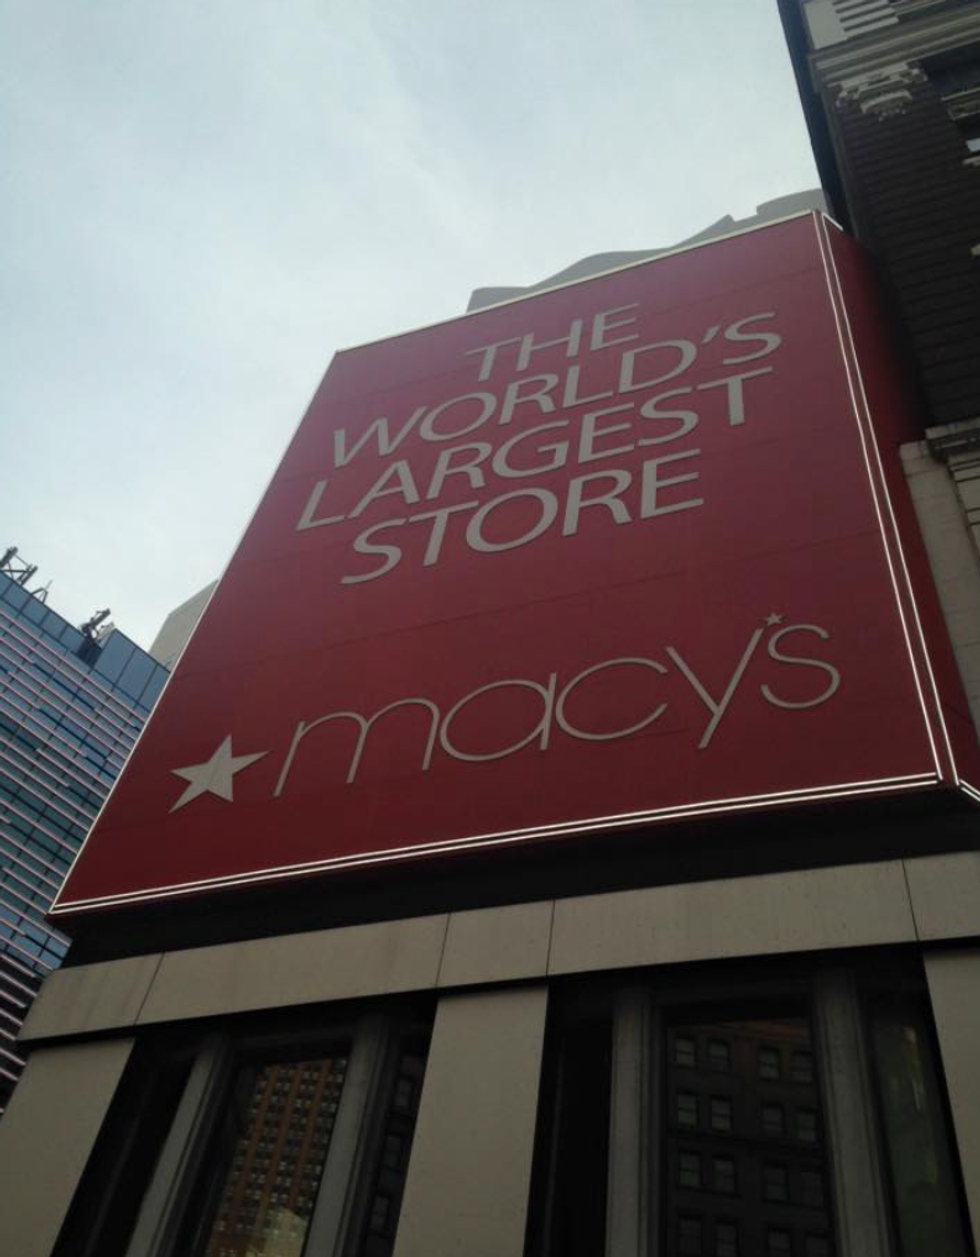 THE
WORLD'S
LARGEST
STORE
macy's